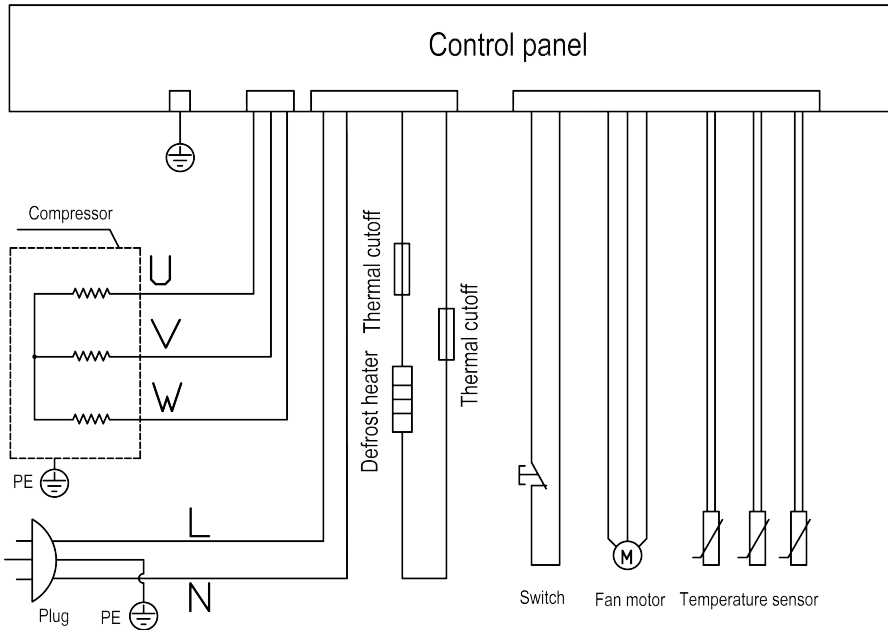 Control panel
Compressor
U
V
W
PE
Thermal cutoff
Thermal cutoff
Defrost heater
L
N
Plug
PE
M
Switch
Fan motor
Temperature sensor